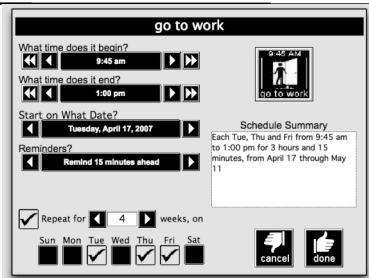 go to work
What time does it begin?
9:45 am
What time does it end?
1:00 pm
Start on What Date?
Tuesday, April 17, 2007
Reminders?
Remind 15 minutes ahead
Repeat for 4 weeks, on
Sun Mon Tue Wed Thu Fri Sat
9:45 AM
go to work
Schedule Summary
Each Tue, Thu and Fri from 9:45 am
to 1:00 pm for 3 hours and 15
minutes, from April 17 through May
11
cancel
done